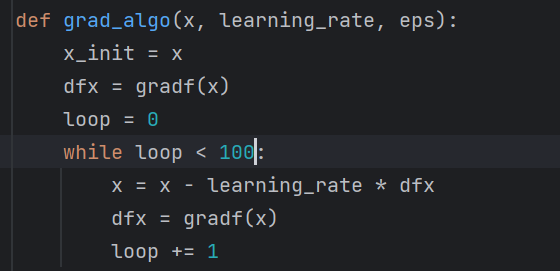 def grad_algo(x, learning_rate, eps):
    x_init = x
    dfx = gradf(x)
    loop = 0
    while loop < 100:
        x = x - learning_rate * dfx
        dfx = gradf(x)
        loop += 1